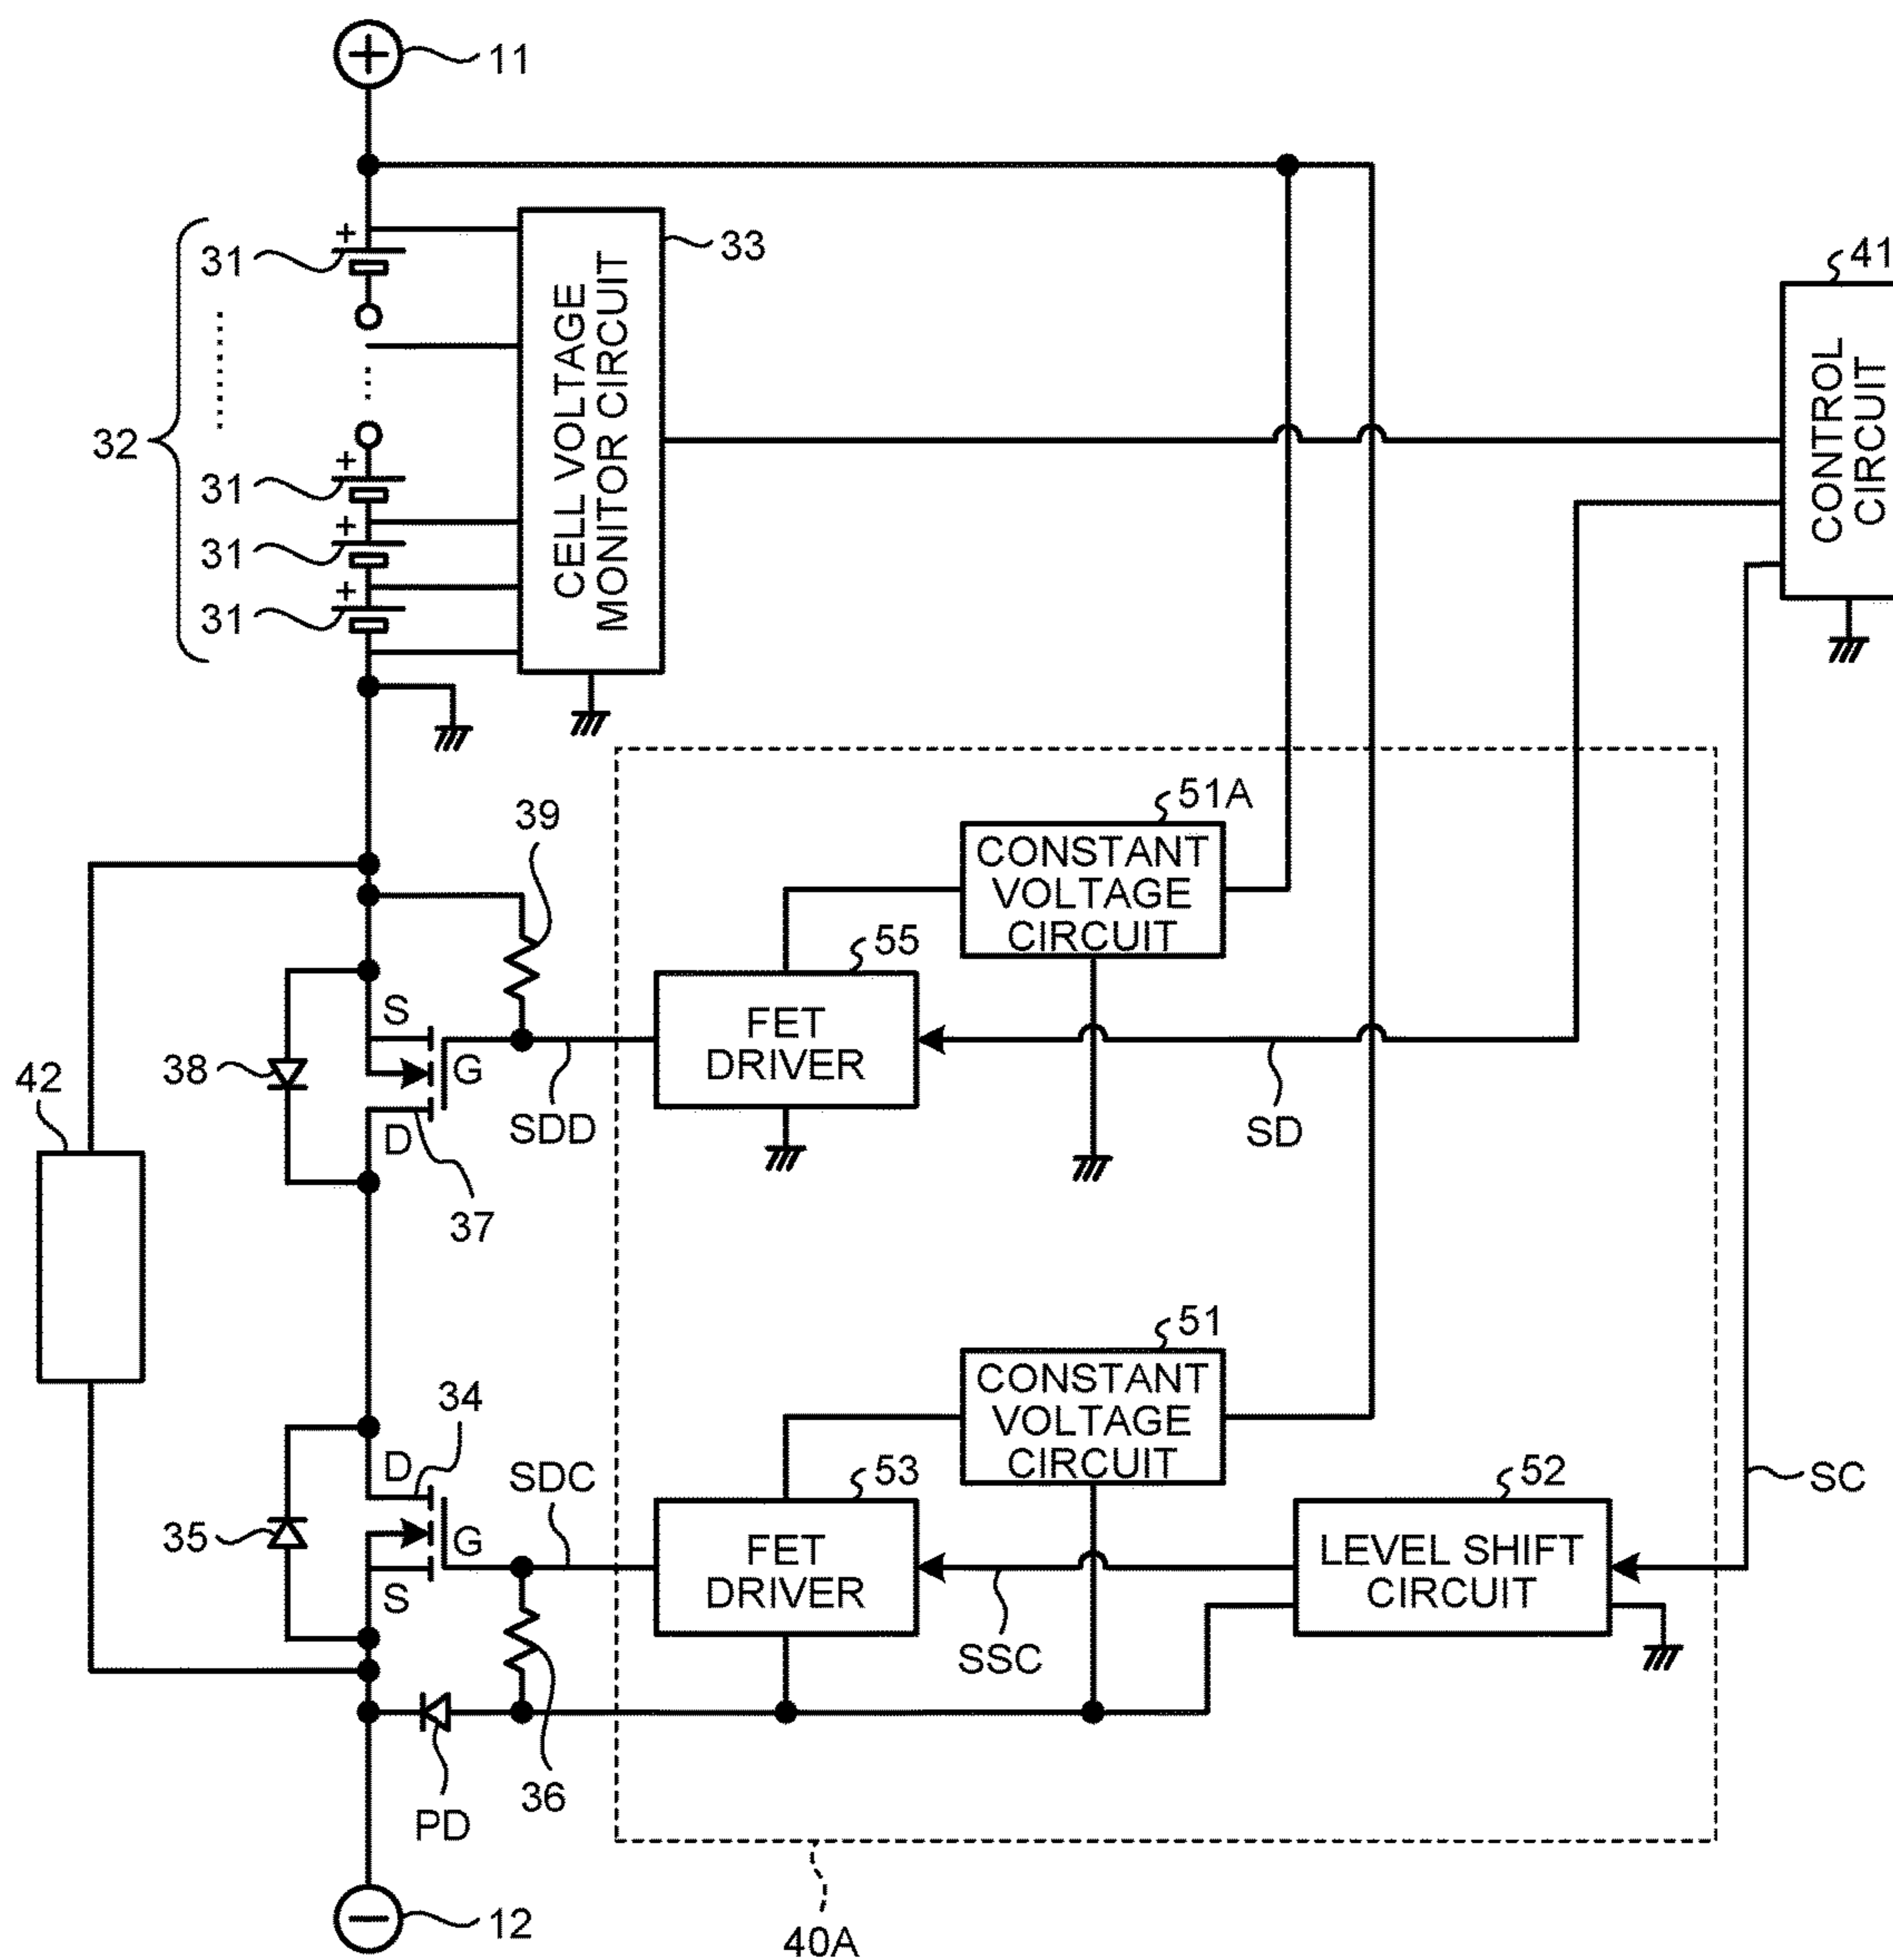 11
+
31
33
41
CELL VOLTAGE
MONITOR CIRCUIT
CONTROL
CIRCUIT
32
+
31
+
31
+
31
51A
39
CONSTANT
VOLTAGE
CIRCUIT
55
S
FET
DRIVER
38
G
42
SDD
SD
D
37
51
34
CONSTANT
VOLTAGE
CIRCUIT
D
SDC
53
52
SC
35
G
FET
DRIVER
LEVEL SHIFT
CIRCUIT
S
SSC
36
PD
12
40A